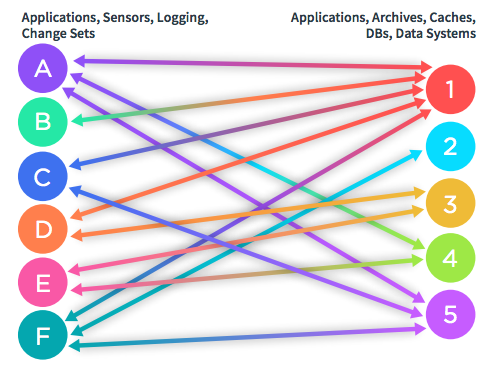 Applications, Sensors, Logging,
Change Sets
Applications, Archives, Caches,
DBs, Data Systems
A
B
C
D
E
F
1
2
3
4
5